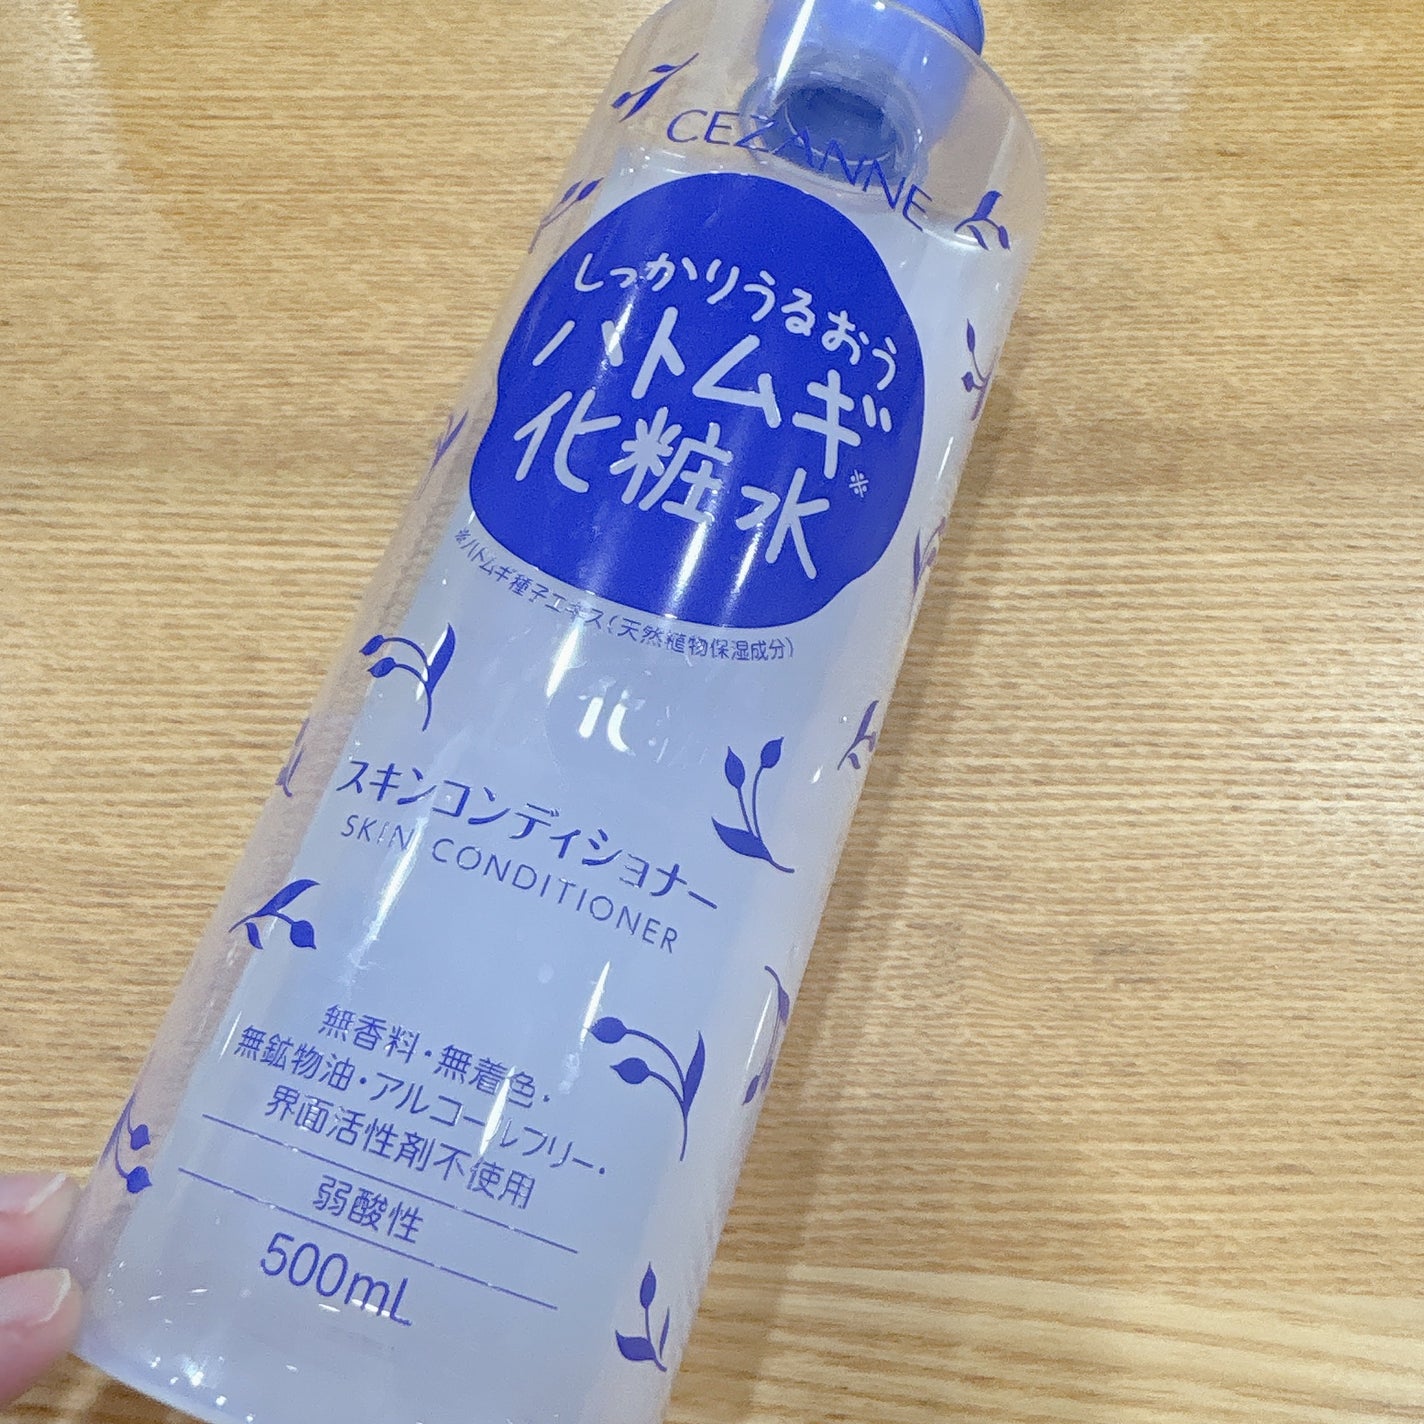 CEZANNE
しっかりうるおう
ハトムギ※
化粧水
※ハトムギ種子エキス(天然植物保湿成分)
スキンコンディショナー
SKIN CONDITIONER
無香料・無着色・
無鉱物油・アルコールフリー・
界面活性剤不使用
弱酸性
500mL